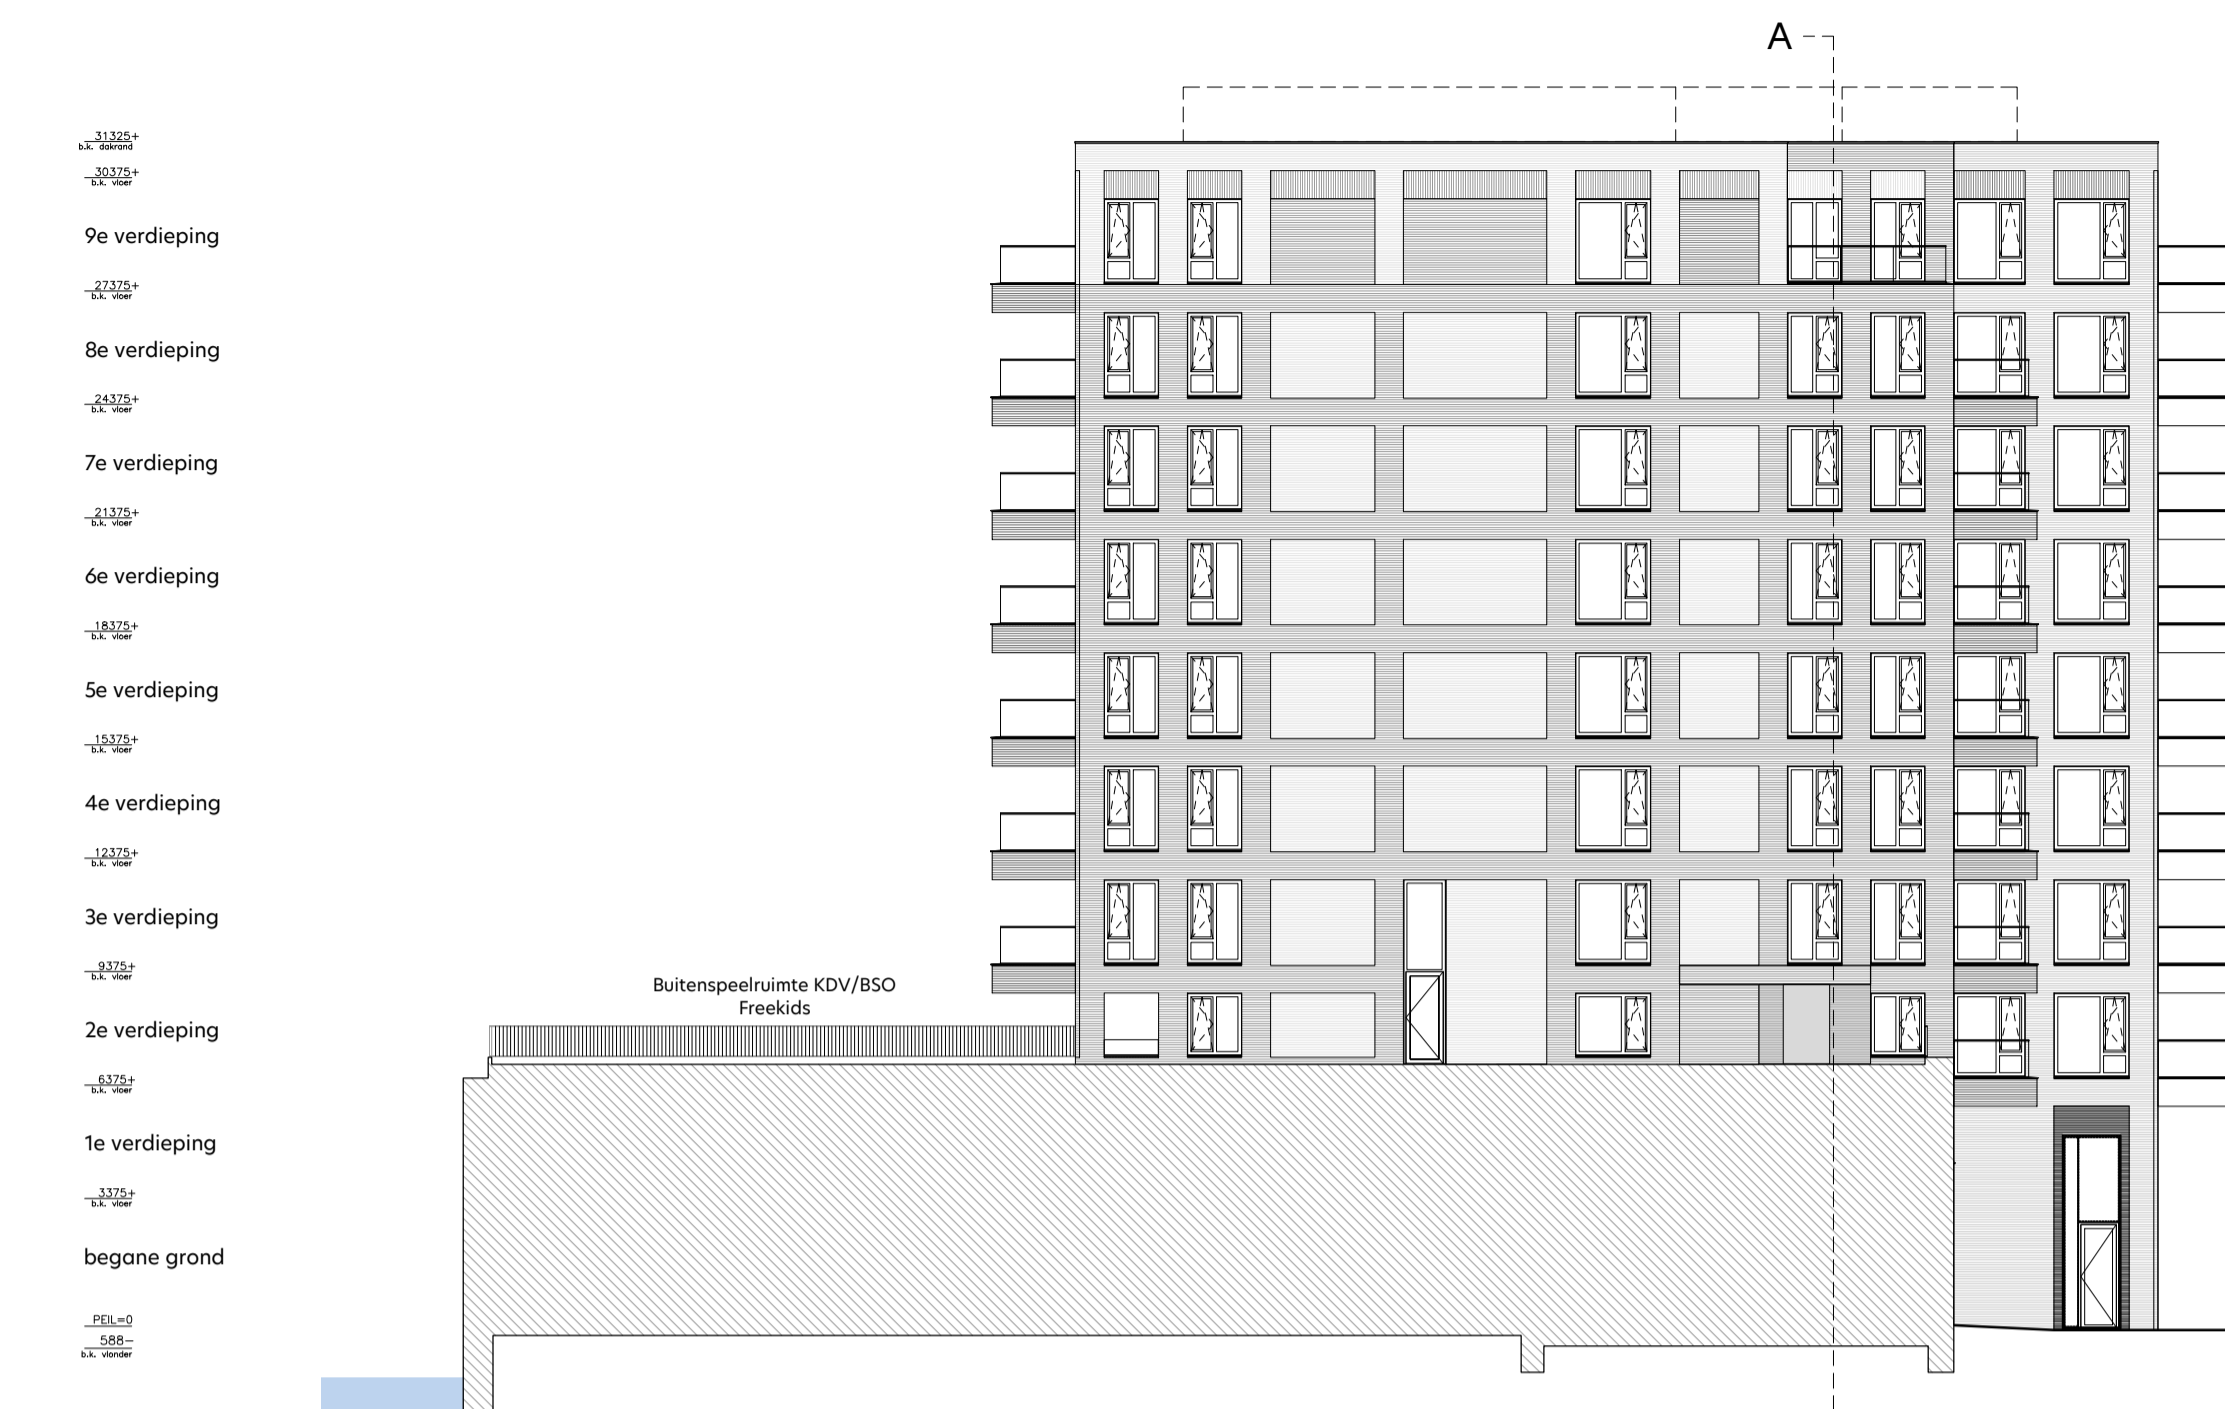 A
31325+
b.k. dakrand
30375+
b.k. vloer
9e verdieping
27375+
b.k. vloer
8e verdieping
24375+
b.k. vloer
7e verdieping
21375+
b.k. vloer
6e verdieping
18375+
b.k. vloer
5e verdieping
15375+
b.k. vloer
4e verdieping
12375+
b.k. vloer
3e verdieping
9375+
b.k. vloer
Buitenspeelruimte KDV/BSO
Freekids
2e verdieping
6375+
b.k. vloer
1e verdieping
3375+
b.k. vloer
begane grond
PEIL=0
588-
b.k. vlonder